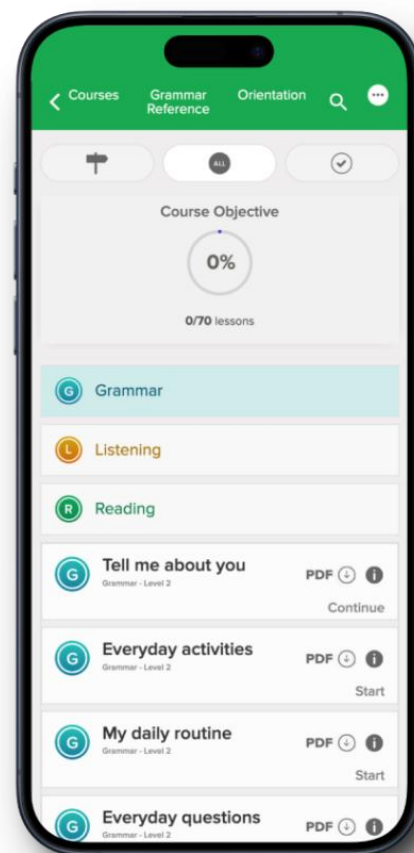 Courses Grammar Reference Orientation
ALL
Course Objective
0%
0/70 lessons
G Grammar
L Listening
R Reading
G Tell me about you PDF
Grammar - Level 2
Continue
G Everyday activities PDF
Grammar - Level 2
Start
G My daily routine PDF
Grammar - Level 2
Start
G Everyday questions PDF
Grammar - Level 2